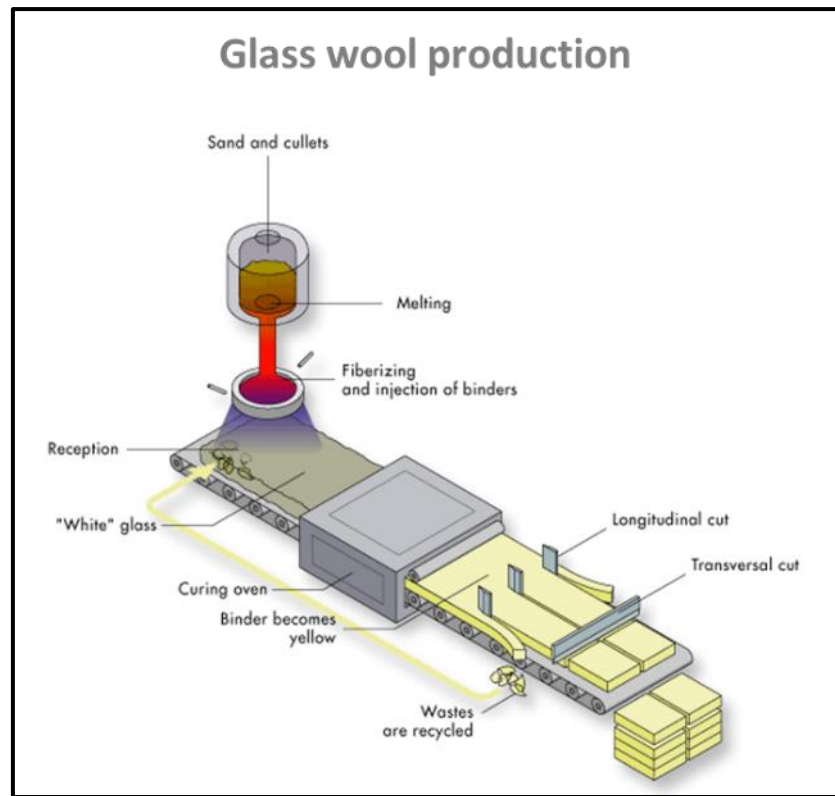 Glass wool production
Sand and cullets
Melting
Fiberizing
and injection of binders
Reception
"White" glass
Longitudinal cut
Transversal cut
Curing oven
Binder becomes
yellow
Wastes
are recycled